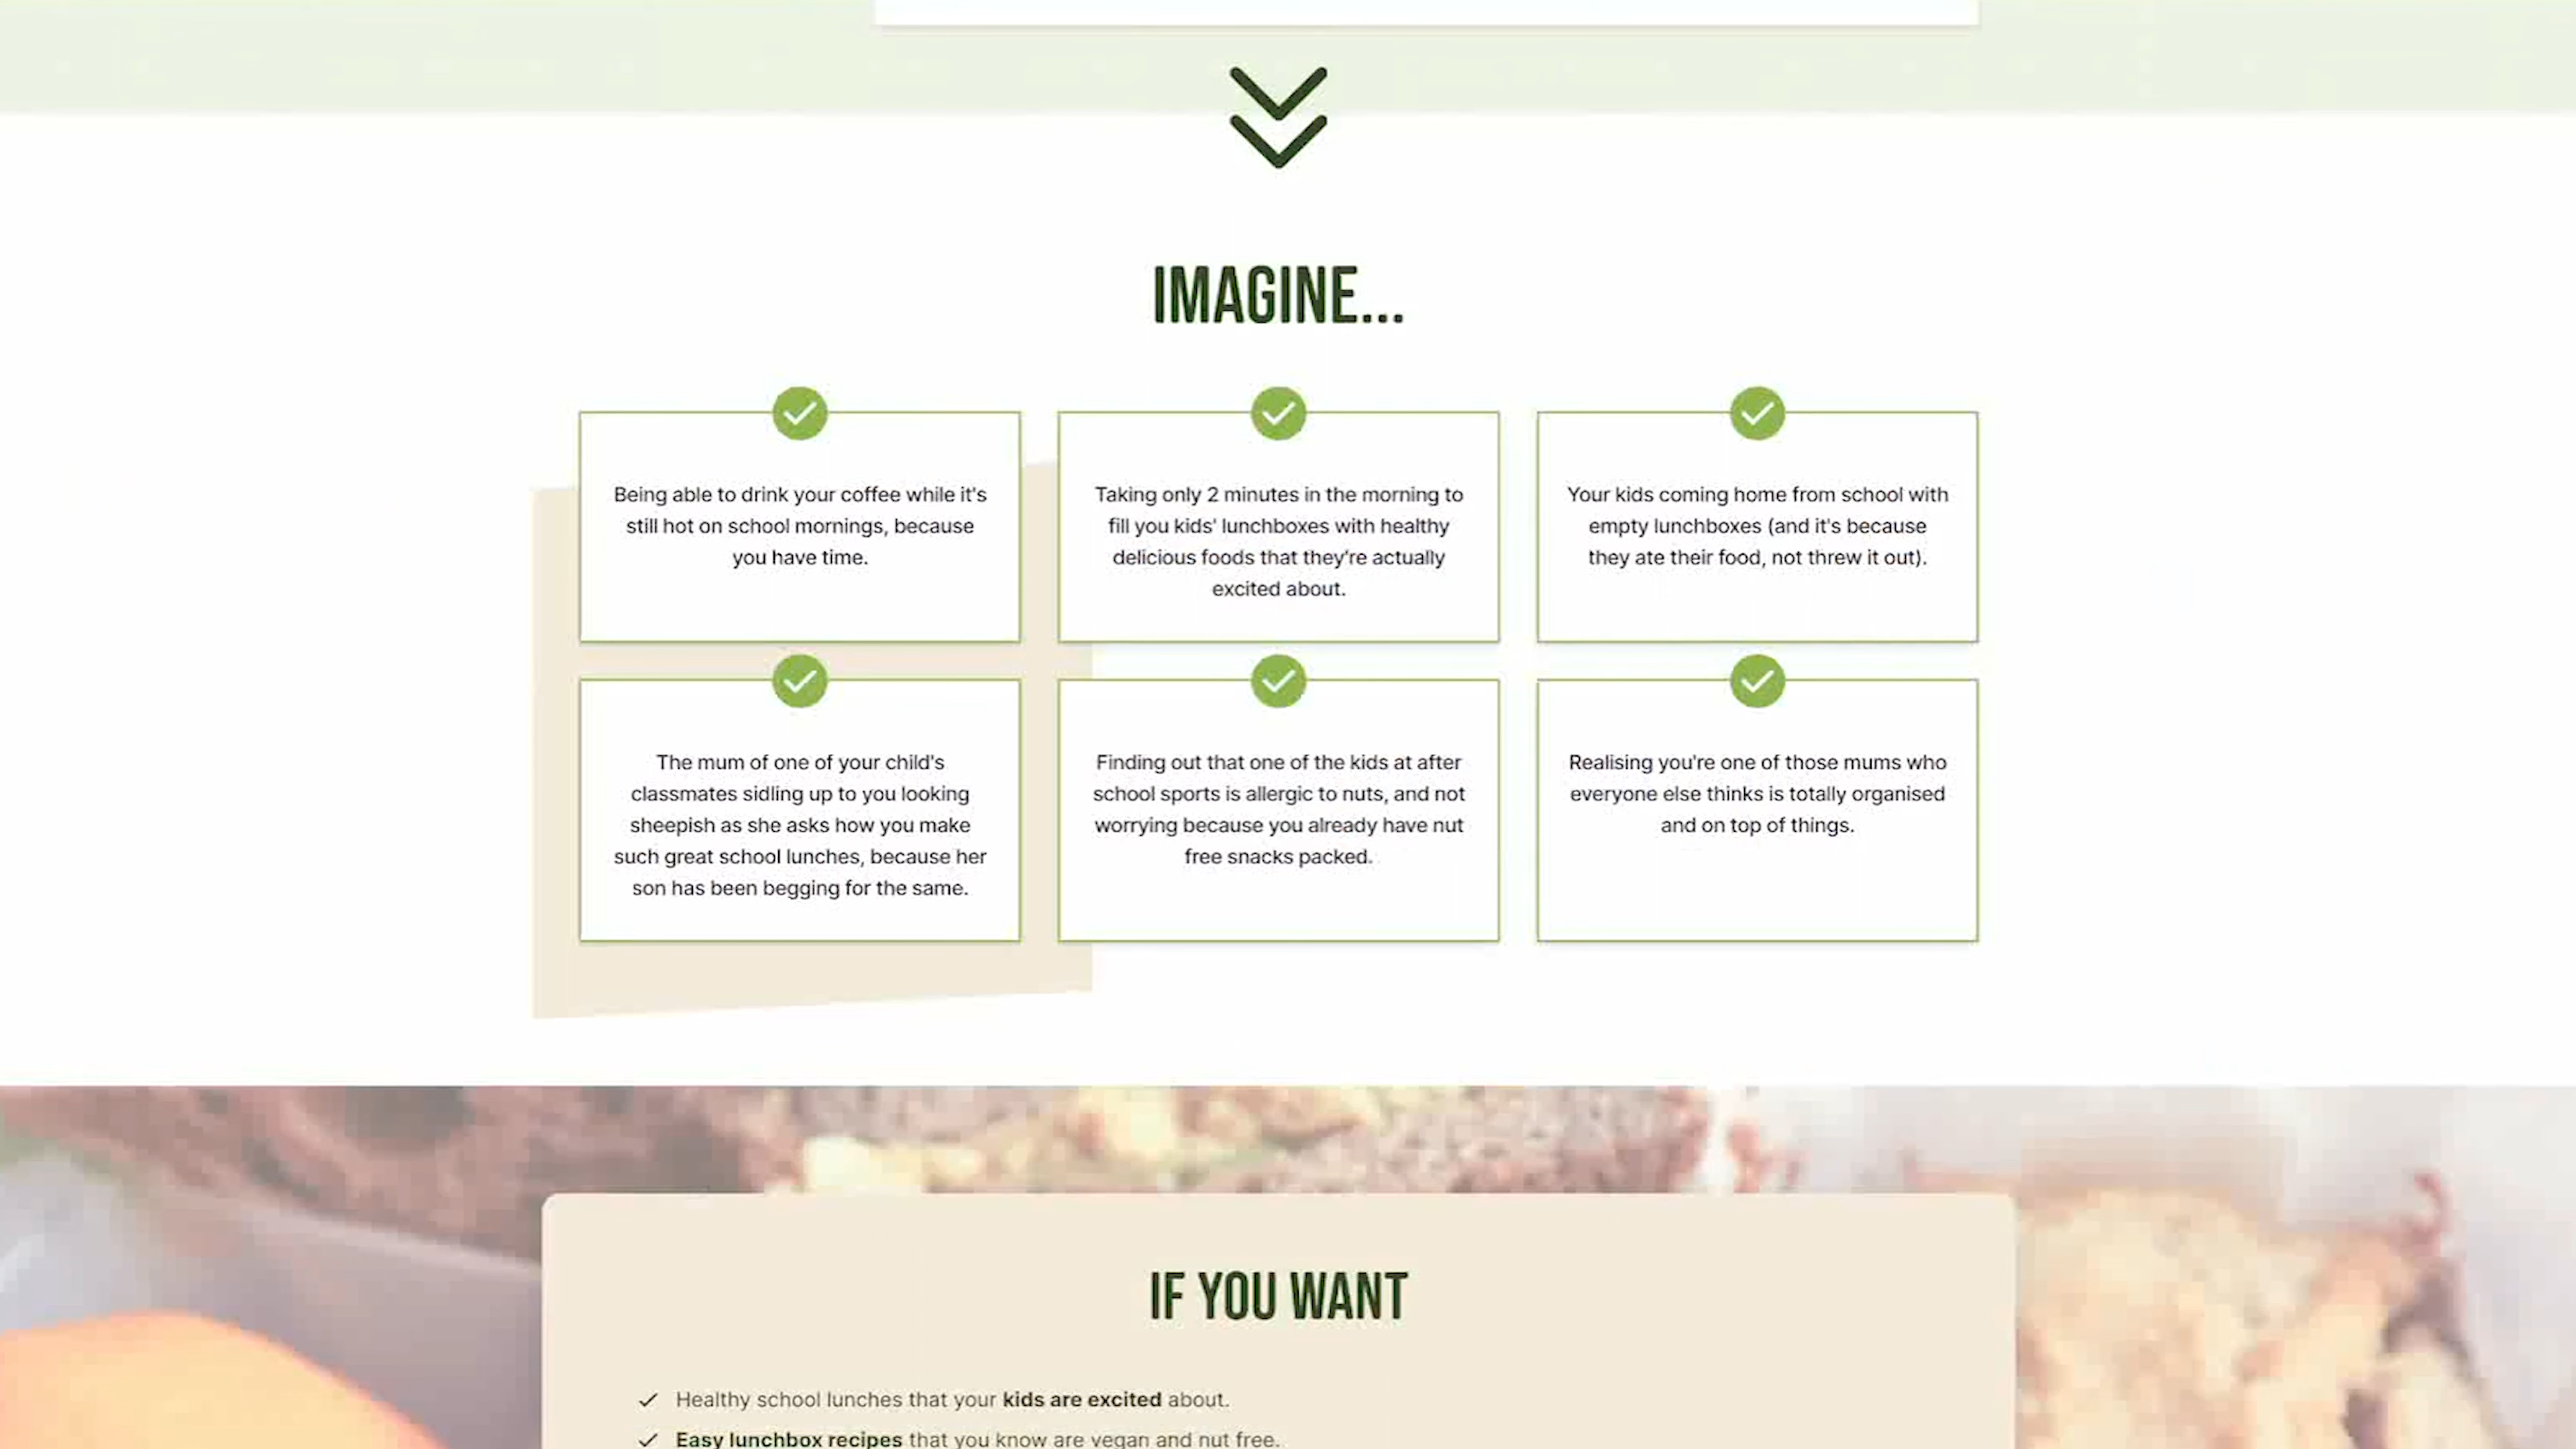 IMAGINE...
Being able to drink your coffee while it's
still hot on school mornings, because
you have time.
Taking only 2 minutes in the morning to
fill you kids' lunchboxes with healthy
delicious foods that they're actually
excited about.
Your kids coming home from school with
empty lunchboxes (and it's because
they ate their food, not threw it out).
The mum of one of your child's
classmates sidling up to you looking
sheepish as she asks how you make
such great school lunches, because her
son has been begging for the same.
Finding out that one of the kids at after
school sports is allergic to nuts, and not
worrying because you already have nut
free snacks packed.
Realising you're one of those mums who
everyone else thinks is totally organised
and on top of things.
IF YOU WANT
Healthy school lunches that your kids are excited about.
Easy lunchbox recipes that you know are vegan and nut free.